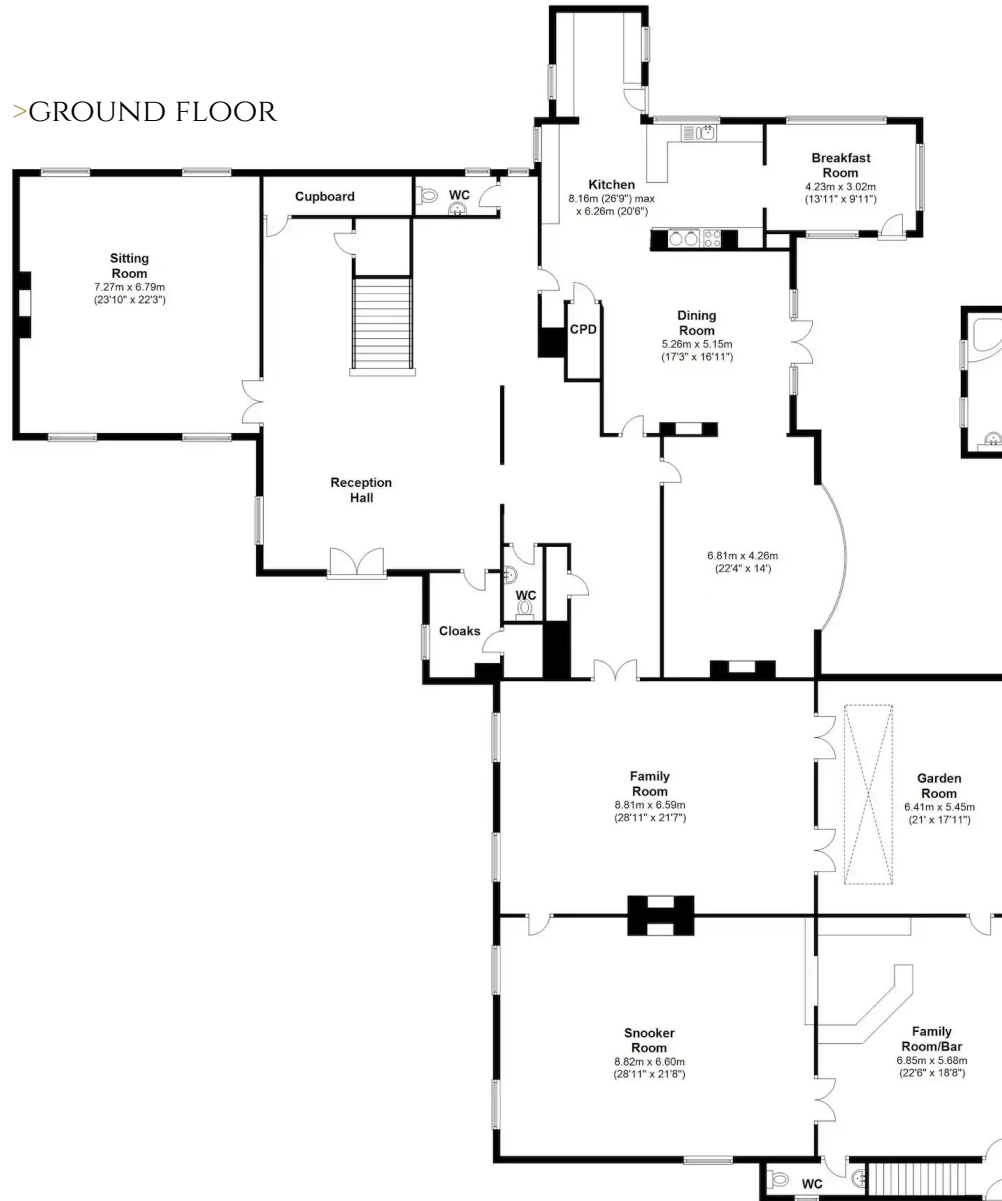 >GROUND FLOOR
Sitting
Room
7.27m x 6.79m
(23'10" x 22'3")
Cupboard
WC
Kitchen
8.16m (26'9") max
x 6.26m (20'6")
Breakfast
Room
4.23m x 3.02m
(13'11" x 9'11")
CPD
Dining
Room
5.26m x 5.15m
(17'3" x 16'11")
Reception
Hall
6.81m x 4.26m
(22'4" x 14')
WC
Cloaks
Family
Room
8.81m x 6.59m
(28'11" x 21'7")
Garden
Room
6.41m x 5.45m
(21' x 17'11")
Snooker
Room
8.82m x 6.60m
(28'11" x 21'8")
Family
Room/Bar
6.85m x 5.68m
(22'6" x 18'8")
WC